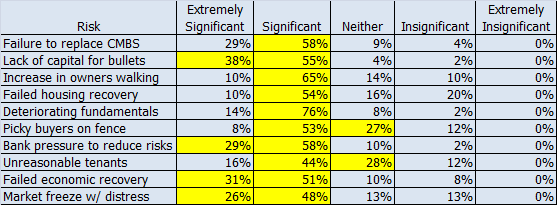 Risk Extremely Significant Significant Neither Insignificant Extremely Insignificant
Failure to replace CMBS 29% 58% 9% 4% 0%
Lack of capital for bullets 38% 55% 4% 2% 0%
Increase in owners walking 10% 65% 14% 10% 0%
Failed housing recovery 10% 54% 16% 20% 0%
Deteriorating fundamentals 14% 76% 8% 2% 0%
Picky buyers on fence 8% 53% 27% 12% 0%
Bank pressure to reduce risks 29% 58% 10% 2% 0%
Unreasonable tenants 16% 44% 28% 12% 0%
Failed economic recovery 31% 51% 10% 8% 0%
Market freeze w/ distress 26% 48% 13% 13% 0%